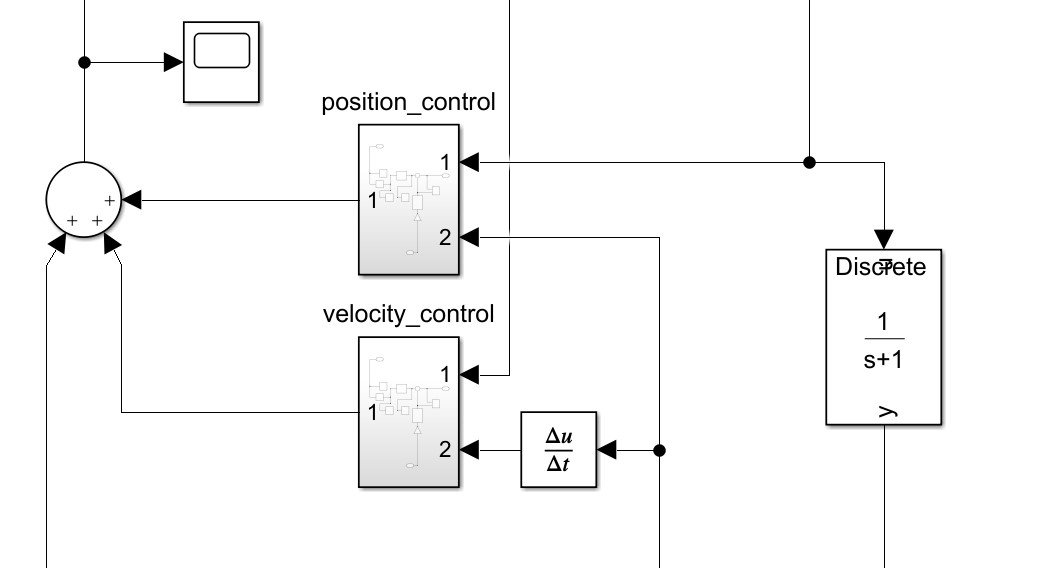 position_control
1
1
2
+
+ +
Discrete
u
1
s+1
y
velocity_control
1
1
2
Δu
Δt